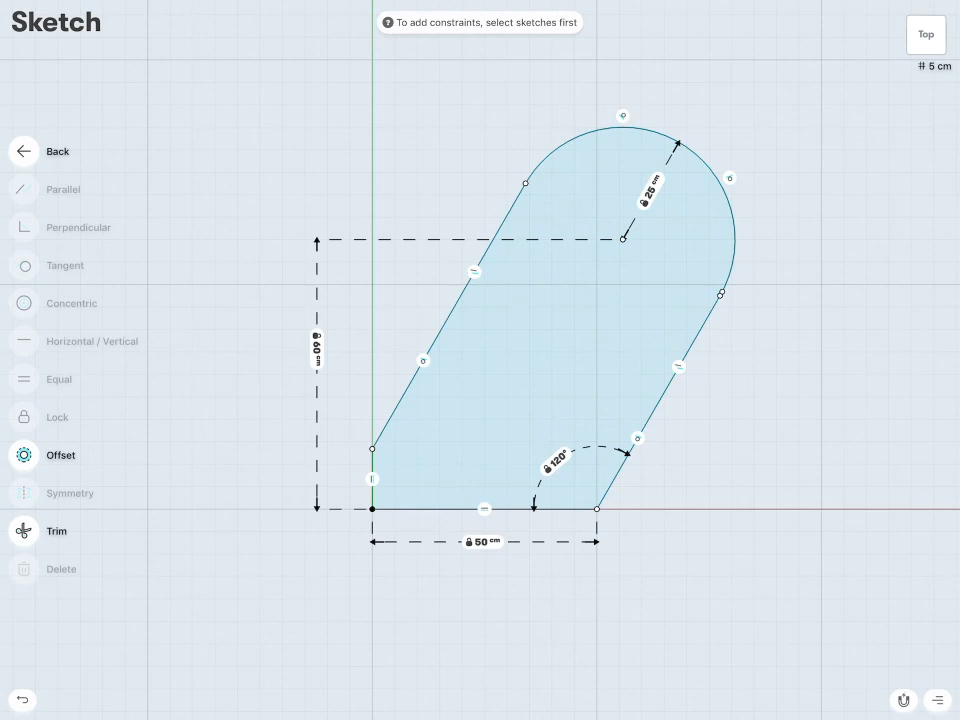 Sketch
To add constraints, select sketches first
Top
5 cm
Back
Parallel
Perpendicular
Tangent
Concentric
Horizontal / Vertical
Equal
Lock
Offset
Symmetry
Trim
Delete
25 cm
60 cm
120°
50 cm